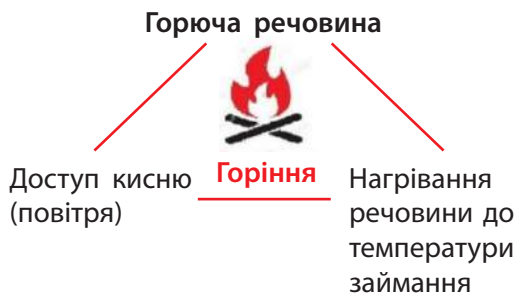 Горюча речовина
Доступ кисню
(повітря)
Горіння
Нагрівання
речовини до
температури
займання